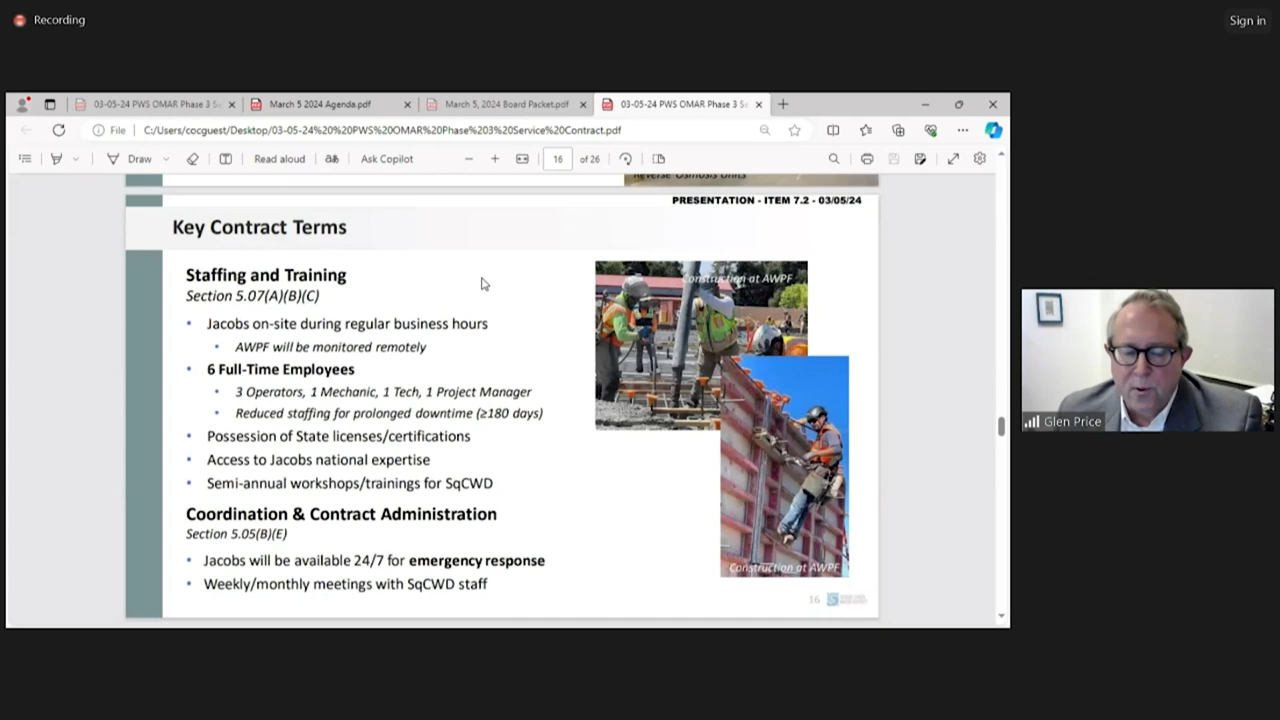 Recording
Sign in
03-05-24 PWS OMAR Phase 3 Se
March 5 2024 Agenda.pdf
March 5, 2024 Board Packet.pdf
03-05-24 PWS OMAR Phase 3 Se
File
C:/Users/cocguest/Desktop/03-05-24%20%20PWS%20OMAR%20Phase%203%20Service%20Contract.pdf
Draw
Read aloud
Ask Copilot
16 of 26
Reverse Osmosis Units
PRESENTATION - ITEM 7.2 - 03/05/24
Key Contract Terms
Staffing and Training
Section 5.07(A)(B)(C)
• Jacobs on-site during regular business hours
• AWPF will be monitored remotely
• 6 Full-Time Employees
• 3 Operators, 1 Mechanic, 1 Tech, 1 Project Manager
• Reduced staffing for prolonged downtime (≥180 days)
• Possession of State licenses/certifications
• Access to Jacobs national expertise
• Semi-annual workshops/trainings for SqCWD
Coordination & Contract Administration
Section 5.05(B)(E)
• Jacobs will be available 24/7 for emergency response
• Weekly/monthly meetings with SqCWD staff
Construction at AWPF
Construction at AWPF
16
Glen Price